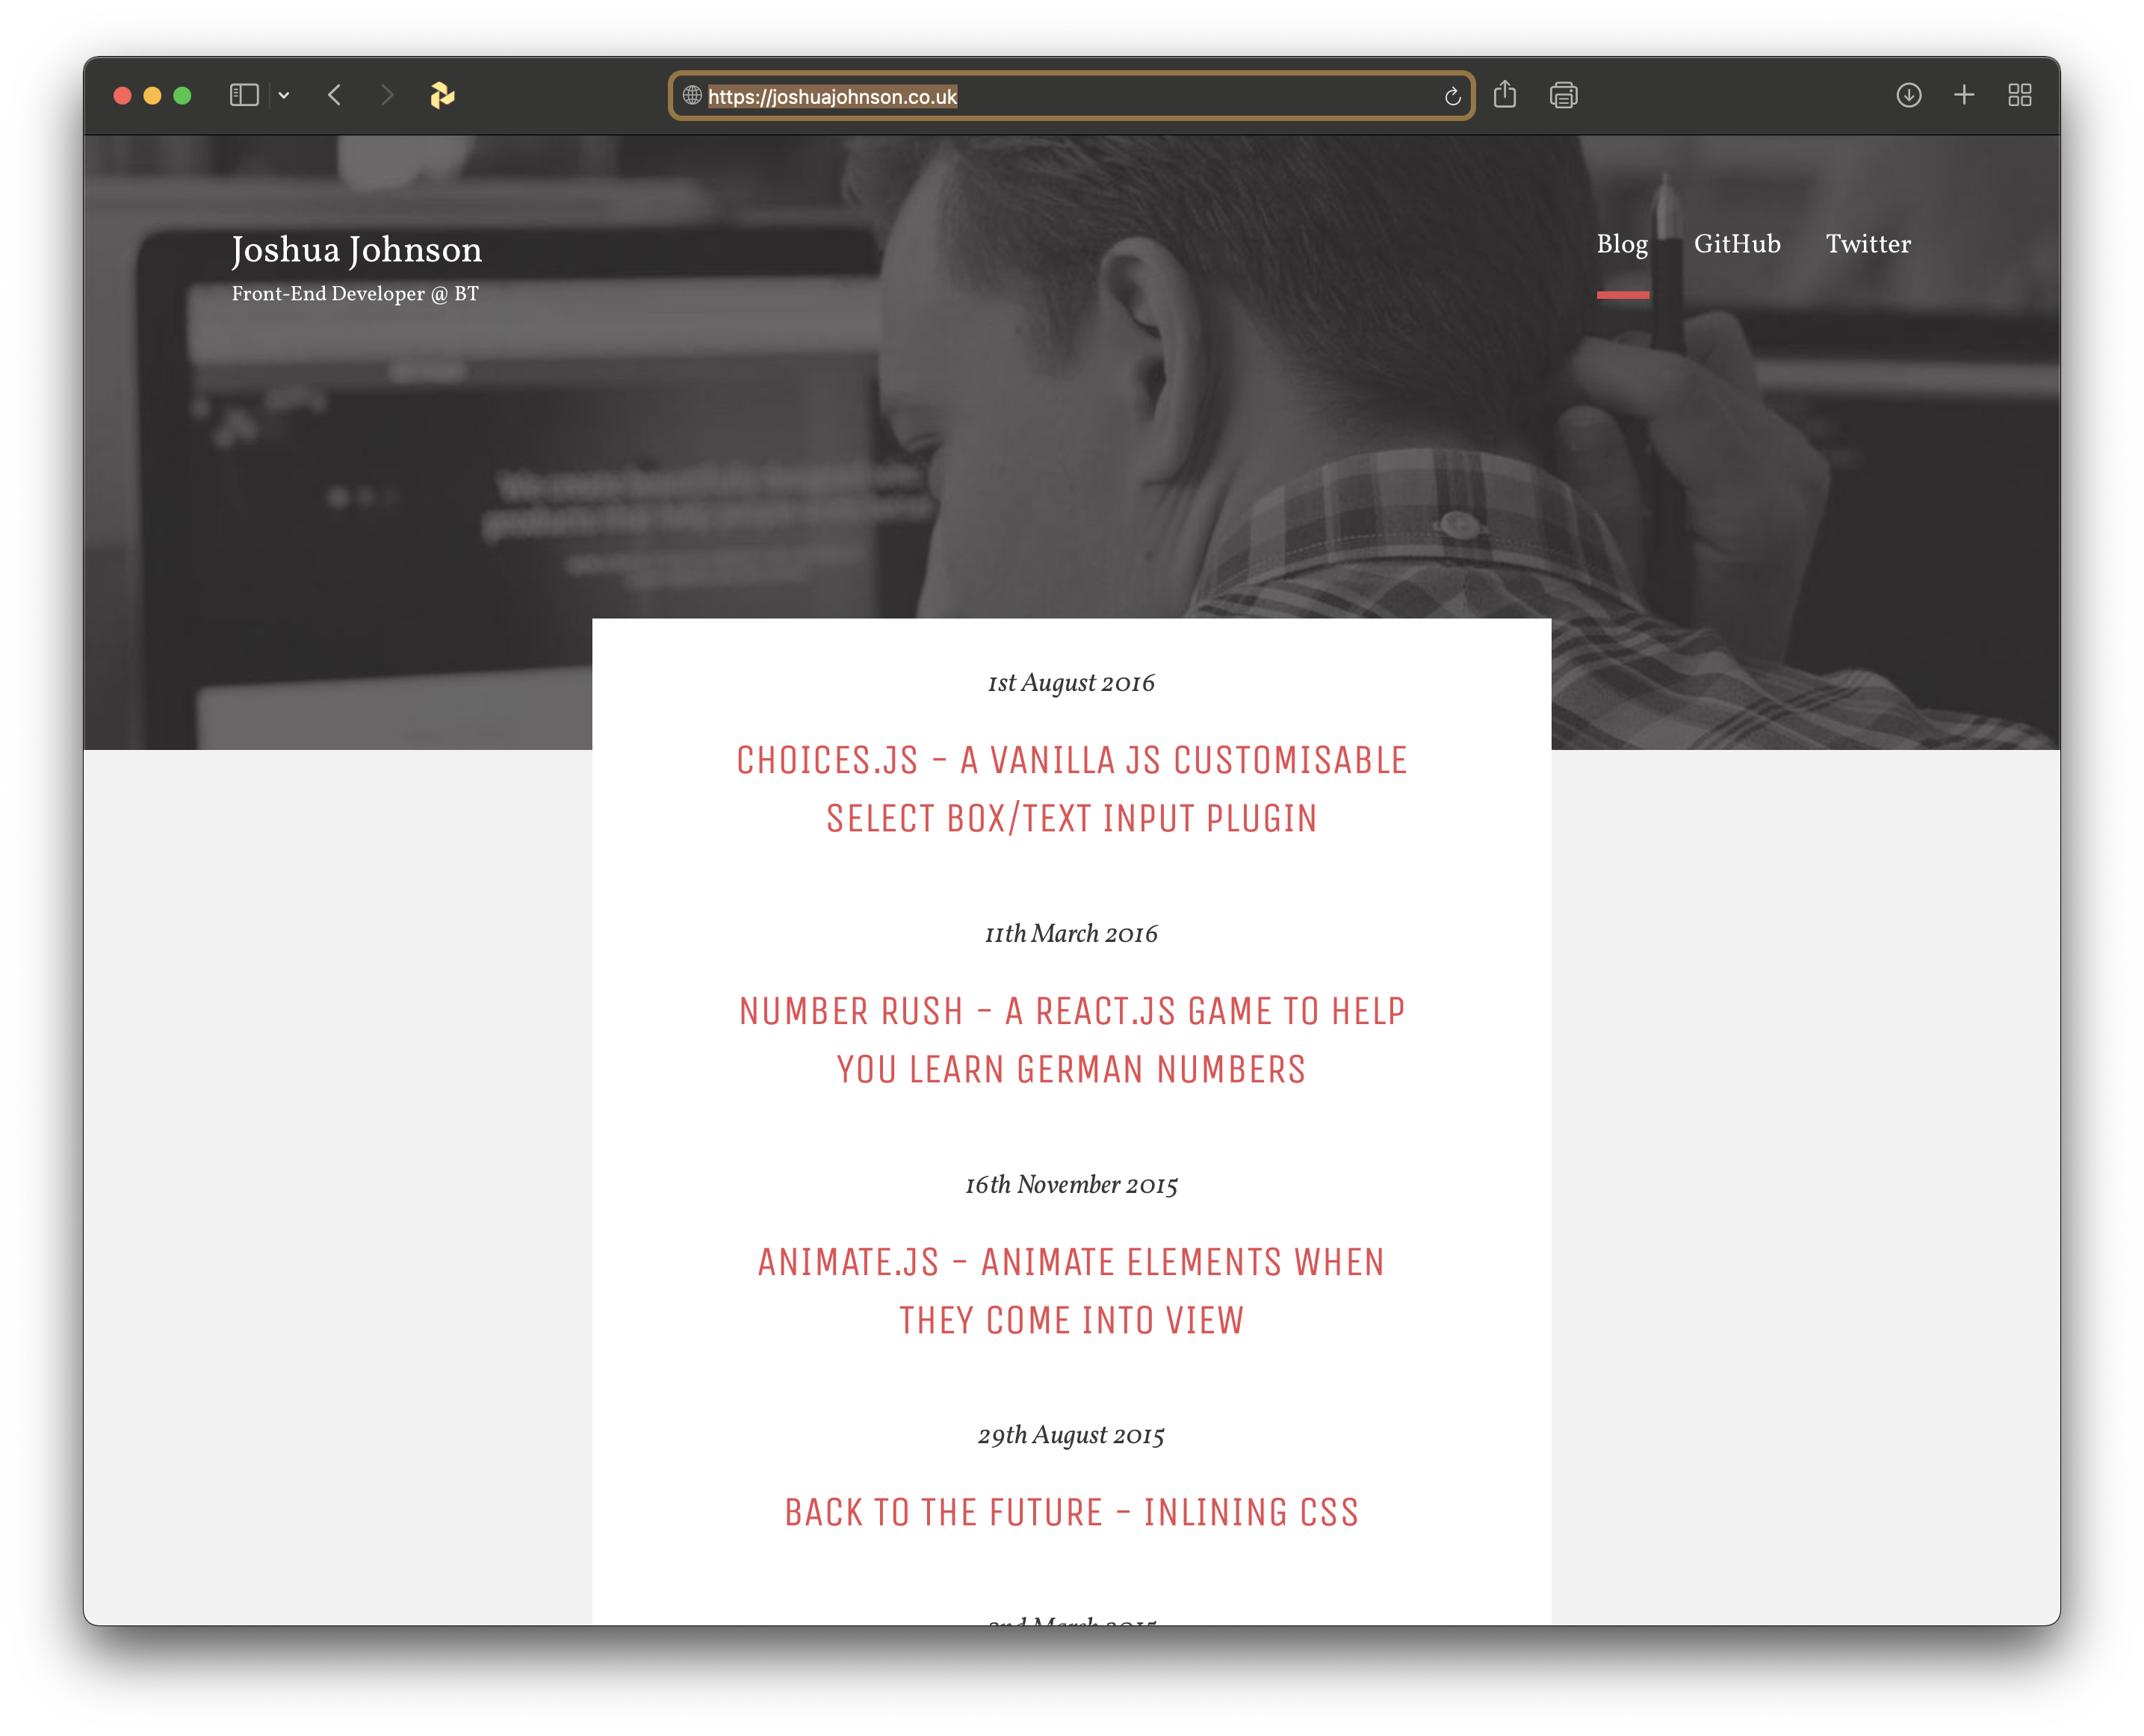 https://joshuajohnson.co.uk
Joshua Johnson
Front-End Developer @ BT
Blog GitHub Twitter
1st August 2016
CHOICES.JS – A VANILLA JS CUSTOMISABLE
SELECT BOX/TEXT INPUT PLUGIN
11th March 2016
NUMBER RUSH – A REACT.JS GAME TO HELP
YOU LEARN GERMAN NUMBERS
16th November 2015
ANIMATE.JS – ANIMATE ELEMENTS WHEN
THEY COME INTO VIEW
29th August 2015
BACK TO THE FUTURE – INLINING CSS
2nd March 2015